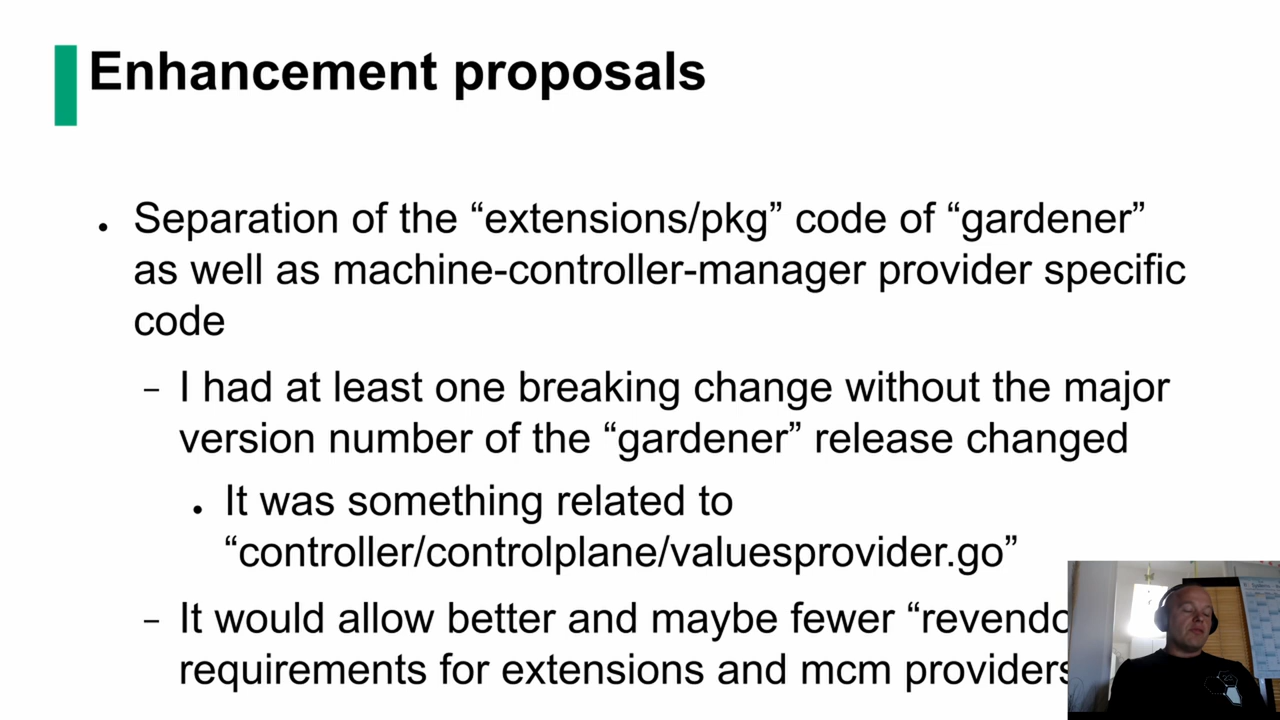 Enhancement proposals
Separation of the “extensions/pkg” code of “gardener”
as well as machine-controller-manager provider specific
code
I had at least one breaking change without the major
version number of the “gardener” release changed
It was something related to
“controller/controlplane/valuesprovider.go”
It would allow better and maybe fewer
requirements for extensions and mcm providers